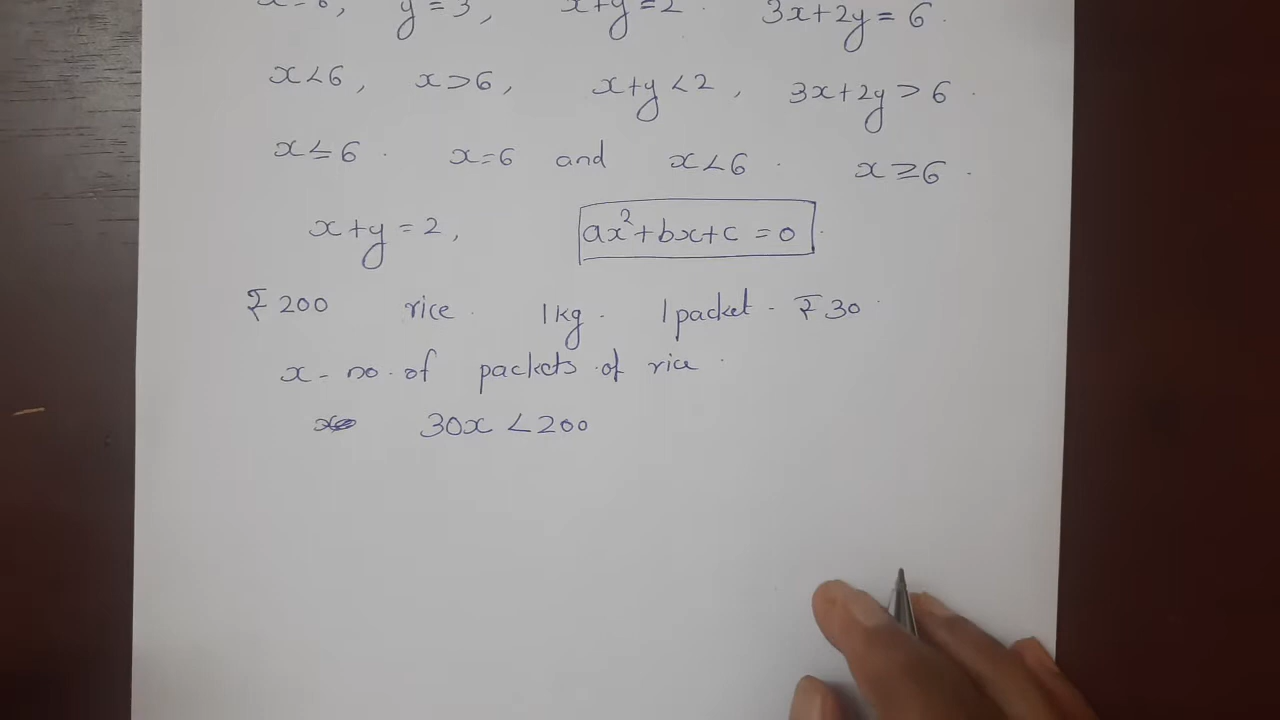 y = 3, x+y = 2. 3x+2y = 6.
x<6, x>6, x+y <2, 3x+2y > 6.
x≤6. x=6 and x<6. x≥6.
x+y = 2, ax²+bx+c = 0.
₹200 rice. 1kg. 1 packet - ₹30.
x - no. of packets of rice.
30x < 200